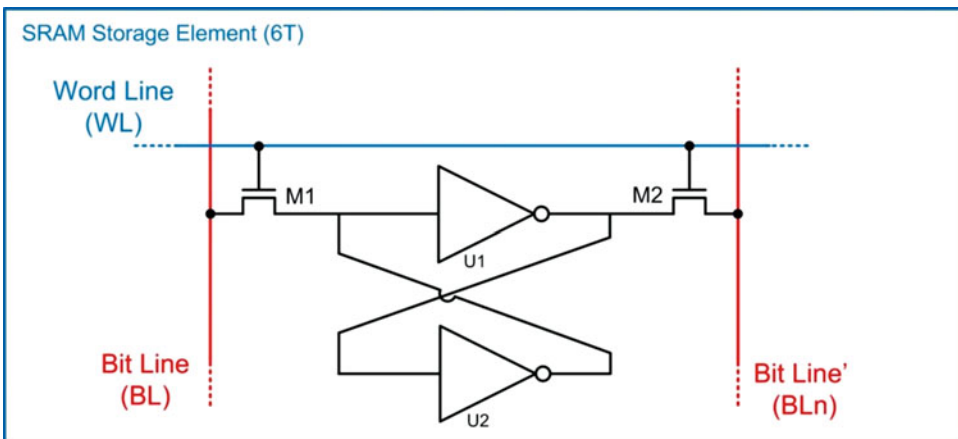 SRAM Storage Element (6T)
Word Line
(WL)
M1
M2
U1
Bit Line
(BL)
Bit Line'
(BLn)
U2